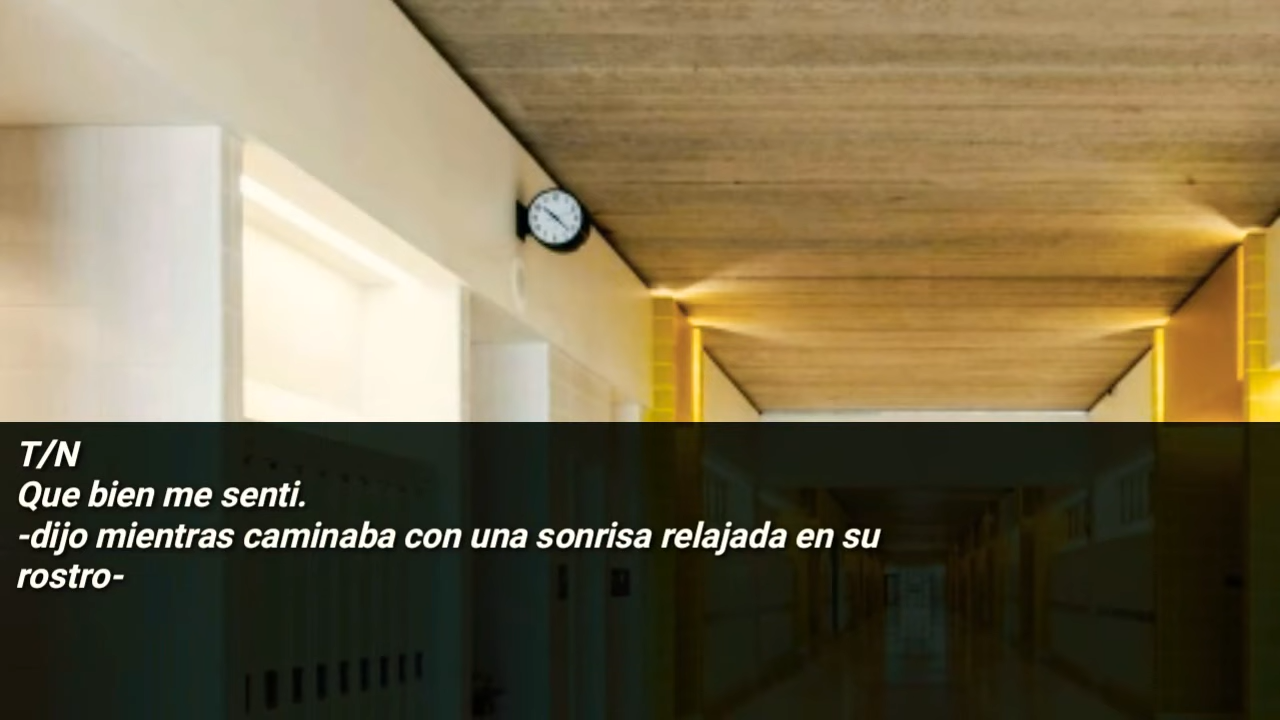 T/N
Que bien me senti.
-dijo mientras caminaba con una sonrisa relajada en su
rostro-